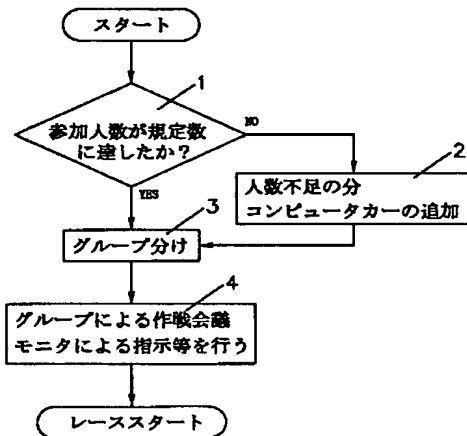 スタート
1
参加人数が規定数
に達したか？
NO
YES
2
人数不足の分
コンピュータカーの追加
3
グループ分け
4
グループによる作戦会議
モニタによる指示等を行う
レーススタート